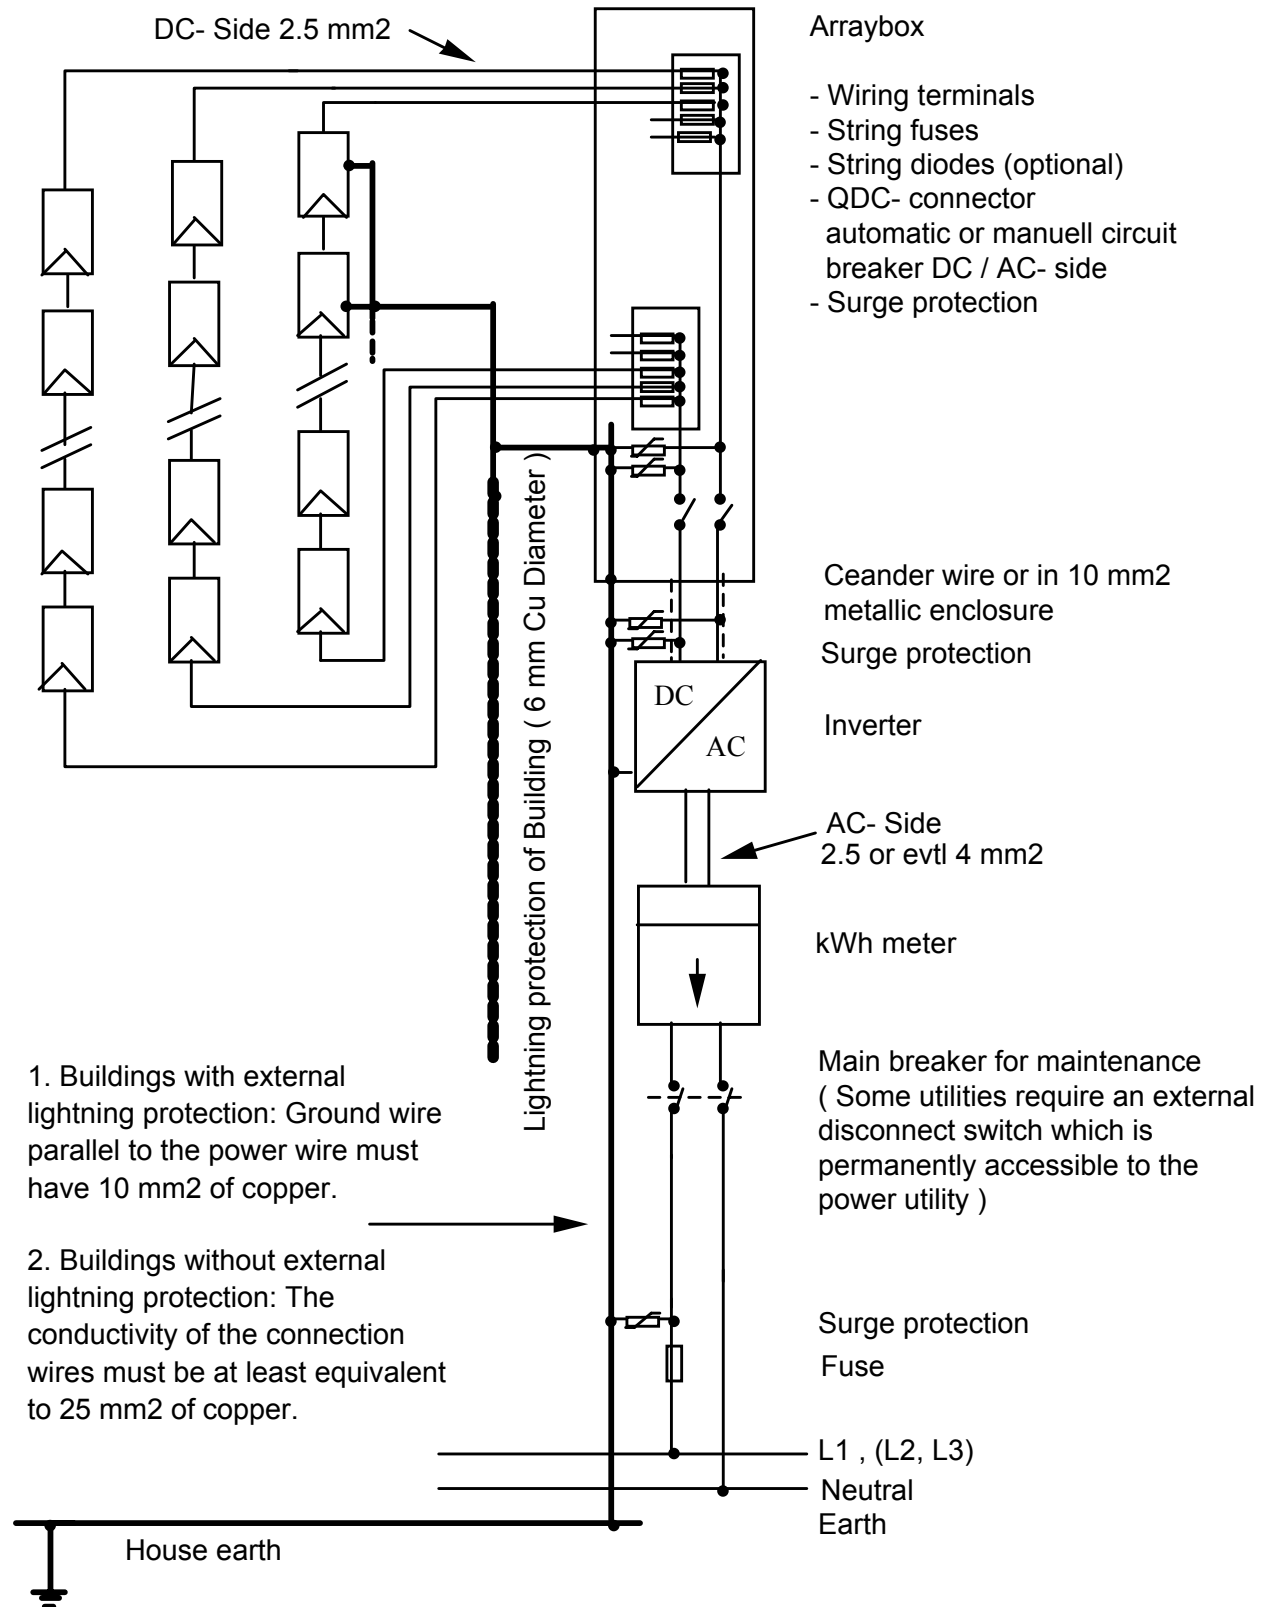 DC- Side 2.5 mm2
Arraybox
- Wiring terminals
- String fuses
- String diodes (optional)
- QDC- connector
automatic or manuell circuit
breaker DC / AC- side
- Surge protection
Lightning protection of Building ( 6 mm Cu Diameter )
Ceander wire or in 10 mm2
metallic enclosure
Surge protection
DC
AC
Inverter
AC- Side
2.5 or evtl 4 mm2
kWh meter
Main breaker for maintenance
( Some utilities require an external
disconnect switch which is
permanently accessible to the
power utility )
1. Buildings with external
lightning protection: Ground wire
parallel to the power wire must
have 10 mm2 of copper.
2. Buildings without external
lightning protection: The
conductivity of the connection
wires must be at least equivalent
to 25 mm2 of copper.
Surge protection
Fuse
L1 , (L2, L3)
Neutral
Earth
House earth